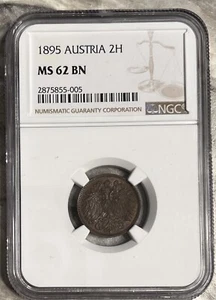 1895 AUSTRIA 2H
MS 62 BN
2875855-005
NUMISMATIC GUARANTY CORPORATION
NGC